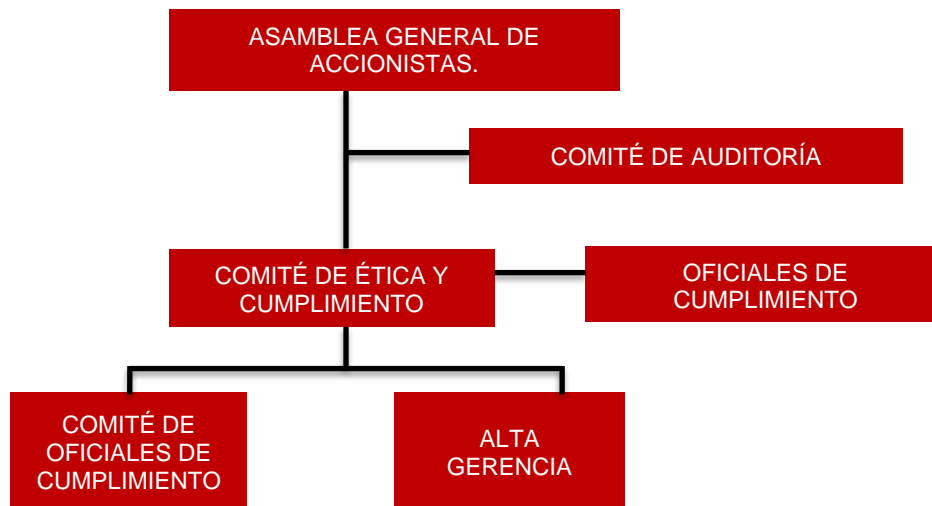 ASAMBLEA GENERAL DE
ACCIONISTAS.
COMITÉ DE AUDITORÍA
COMITÉ DE ÉTICA Y
CUMPLIMIENTO
OFICIALES DE
CUMPLIMIENTO
COMITÉ DE
OFICIALES DE
CUMPLIMIENTO
ALTA
GERENCIA